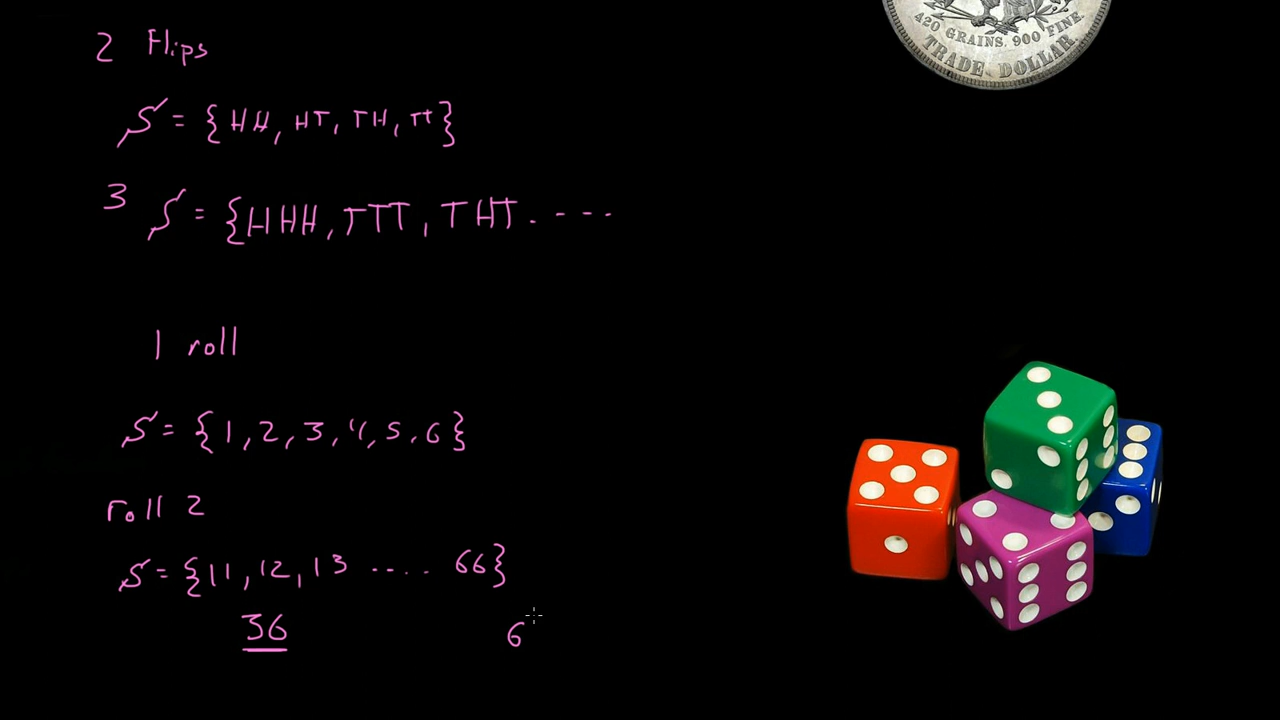 420 GRAINS. 900 FINE.
TRADE DOLLAR
2 Flips
S = {HH, HT, TH, TT}
3 S = {HHH, TTT, THT.----
1 roll
S = {1,2,3,4,5,6}
roll 2
S = {11,12,13 .... 66}
36
6